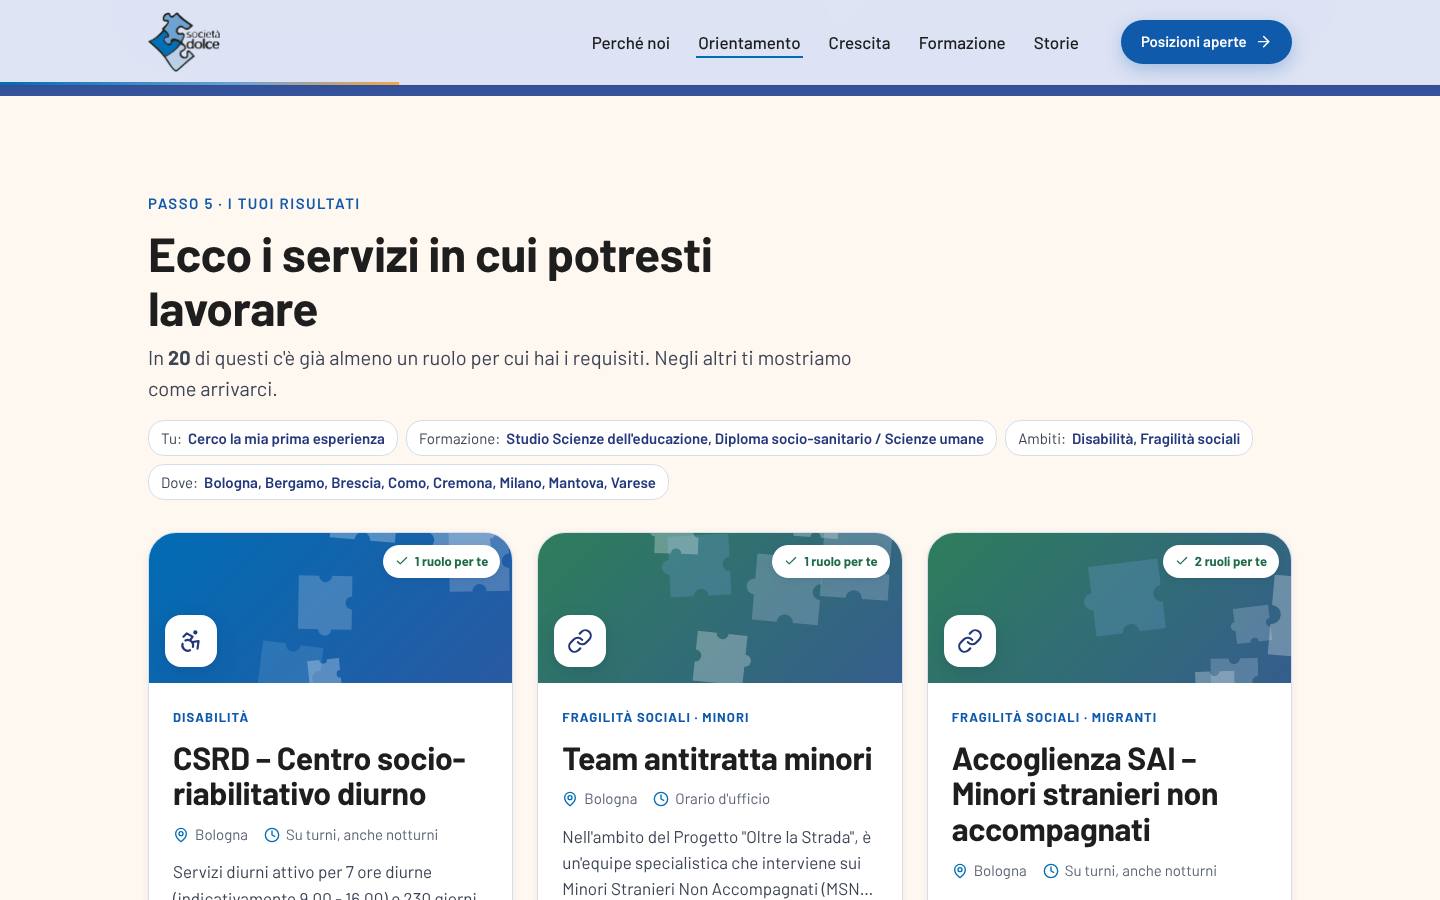 società
dolce
Perché noi
Orientamento
Crescita
Formazione
Storie
Posizioni aperte
PASSO 5 · I TUOI RISULTATI
Ecco i servizi in cui potresti
lavorare
In 20 di questi c'è già almeno un ruolo per cui hai i requisiti. Negli altri ti mostriamo
come arrivarci.
Tu: Cerco la mia prima esperienza
Formazione: Studio Scienze dell'educazione, Diploma socio-sanitario / Scienze umane
Ambiti: Disabilità, Fragilità sociali
Dove: Bologna, Bergamo, Brescia, Como, Cremona, Milano, Mantova, Varese
1 ruolo per te
DISABILITÀ
CSRD – Centro socio-
riabilitativo diurno
Bologna
Su turni, anche notturni
Servizi diurni attivo per 7 ore diurne
(indicativamente 9.00 - 16.00) e 230 giorni
1 ruolo per te
FRAGILITÀ SOCIALI · MINORI
Team antitratta minori
Bologna
Orario d'ufficio
Nell'ambito del Progetto "Oltre la Strada", è
un'equipe specialistica che interviene sui
Minori Stranieri Non Accompagnati (MSN...
2 ruoli per te
FRAGILITÀ SOCIALI · MIGRANTI
Accoglienza SAI –
Minori stranieri non
accompagnati
Bologna
Su turni, anche notturni